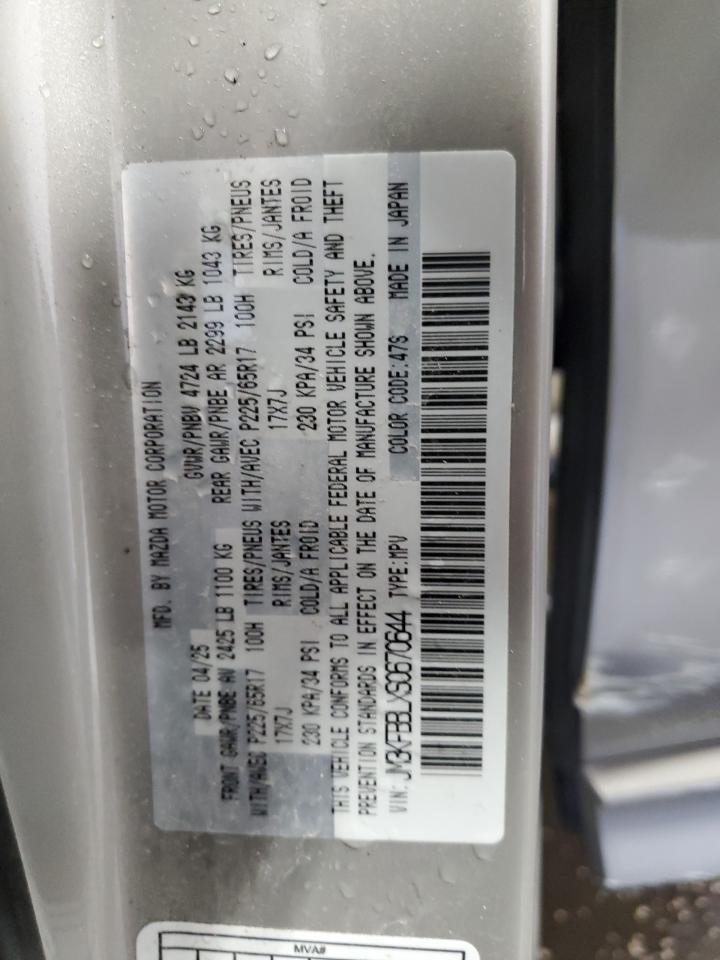 MFD. BY MAZDA MOTOR CORPORATION
DATE 04/25 GVWR/PNBV 4724 LB 2143 KG
FRONT GAWR/PNBE AV 2425 LB 1100 KG REAR GAWR/PNBE AR 2299 LB 1043 KG
WITH/AVEC P225/65R17 100H TIRES/PNEUS WITH/AVEC P225/65R17 100H TIRES/PNEUS
17X7J RIMS/JANTES 17X7J RIMS/JANTES
230 KPA/34 PSI COLD/A FROID 230 KPA/34 PSI COLD/A FROID
THIS VEHICLE CONFORMS TO ALL APPLICABLE FEDERAL MOTOR VEHICLE SAFETY AND THEFT
PREVENTION STANDARDS IN EFFECT ON THE DATE OF MANUFACTURE SHOWN ABOVE.
VIN: JM3KFBBLXS0670644 TYPE:MPV COLOR CODE:47S MADE IN JAPAN
MVA#